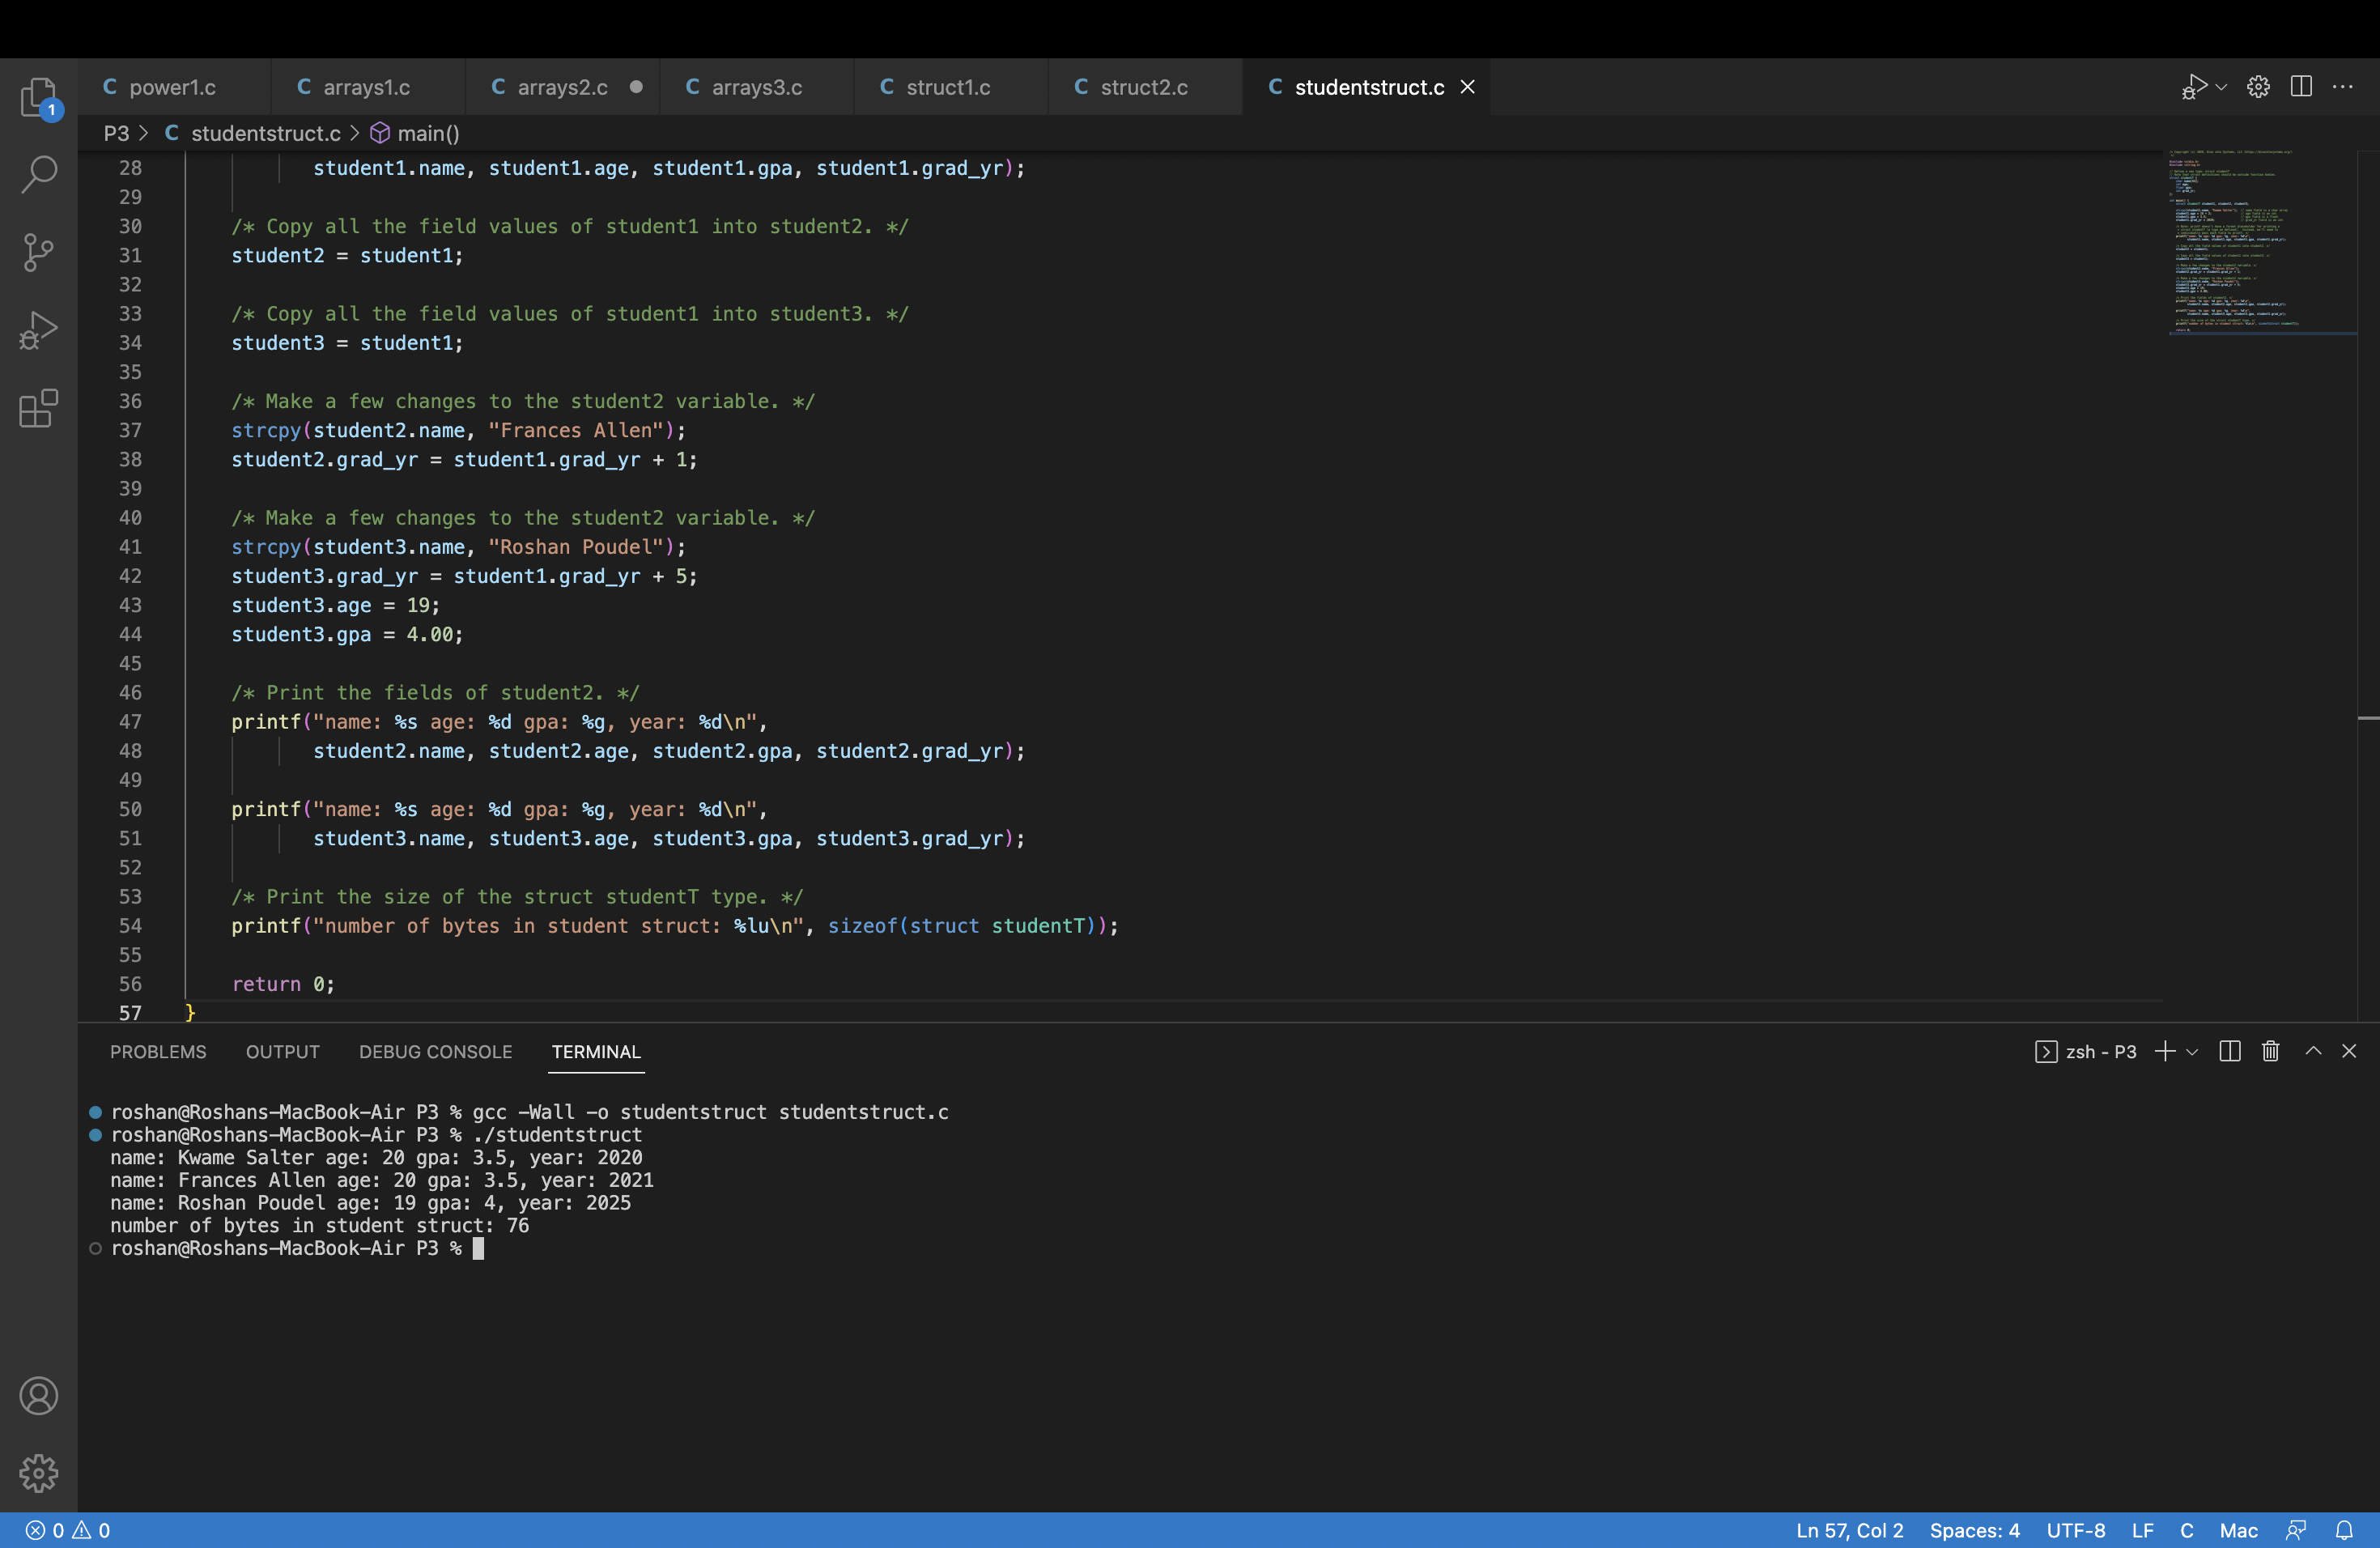 power1.c arrays1.c arrays2.c arrays3.c struct1.c struct2.c studentstruct.c
1
P3 > C studentstruct.c > main()
28 student1.name, student1.age, student1.gpa, student1.grad_yr);
29
30 /* Copy all the field values of student1 into student2. */
31 student2 = student1;
32
33 /* Copy all the field values of student1 into student3. */
34 student3 = student1;
35
36 /* Make a few changes to the student2 variable. */
37 strcpy(student2.name, "Frances Allen");
38 student2.grad_yr = student1.grad_yr + 1;
39
40 /* Make a few changes to the student2 variable. */
41 strcpy(student3.name, "Roshan Poudel");
42 student3.grad_yr = student1.grad_yr + 5;
43 student3.age = 19;
44 student3.gpa = 4.00;
45
46 /* Print the fields of student2. */
47 printf("name: %s age: %d gpa: %g, year: %d\n",
48 student2.name, student2.age, student2.gpa, student2.grad_yr);
49
50 printf("name: %s age: %d gpa: %g, year: %d\n",
51 student3.name, student3.age, student3.gpa, student3.grad_yr);
52
53 /* Print the size of the struct studentT type. */
54 printf("number of bytes in student struct: %lu\n", sizeof(struct studentT));
55
56 return 0;
57 }
PROBLEMS OUTPUT DEBUG CONSOLE TERMINAL zsh - P3
roshan@Roshans-MacBook-Air P3 % gcc -Wall -o studentstruct studentstruct.c
roshan@Roshans-MacBook-Air P3 % ./studentstruct
name: Kwame Salter age: 20 gpa: 3.5, year: 2020
name: Frances Allen age: 20 gpa: 3.5, year: 2021
name: Roshan Poudel age: 19 gpa: 4, year: 2025
number of bytes in student struct: 76
roshan@Roshans-MacBook-Air P3 %
0 0 Ln 57, Col 2 Spaces: 4 UTF-8 LF C Mac